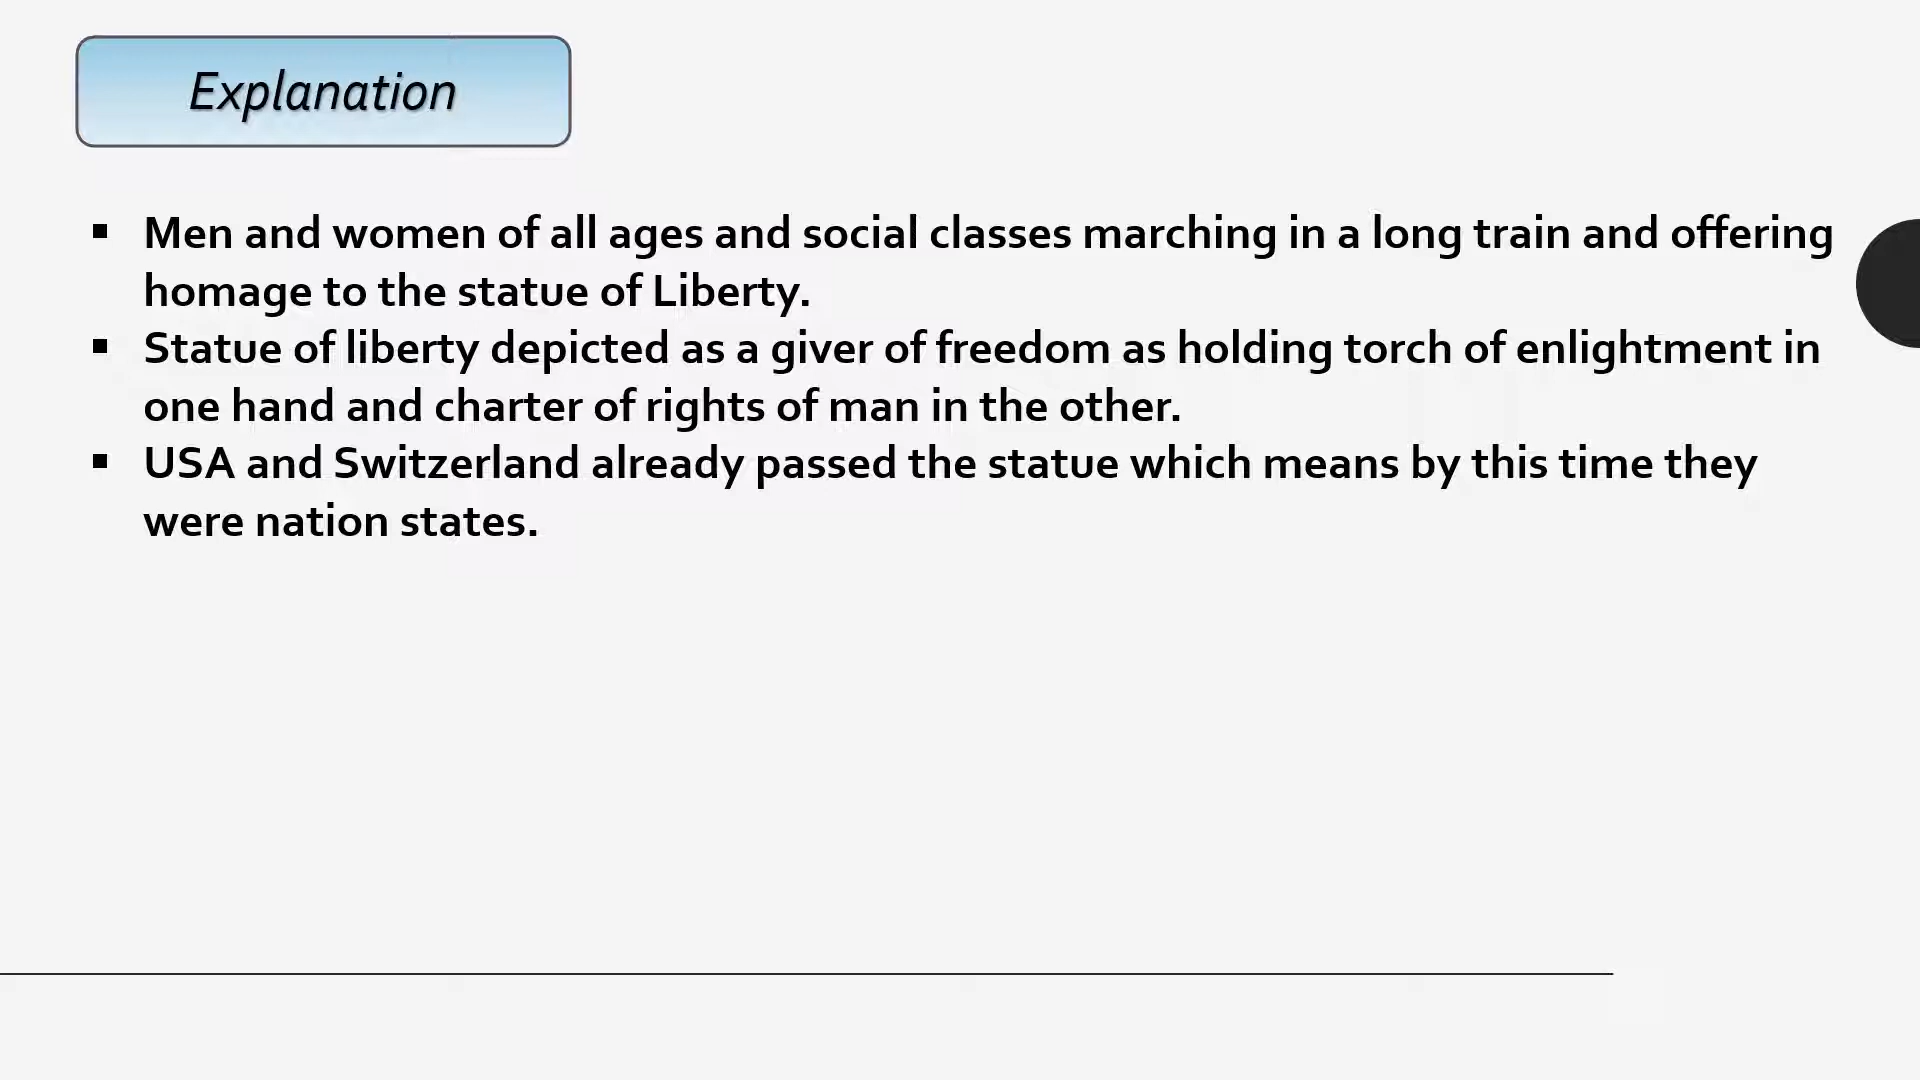 Explanation
▪ Men and women of all ages and social classes marching in a long train and offering
homage to the statue of Liberty.
▪ Statue of liberty depicted as a giver of freedom as holding torch of enlightment in
one hand and charter of rights of man in the other.
▪ USA and Switzerland already passed the statue which means by this time they
were nation states.